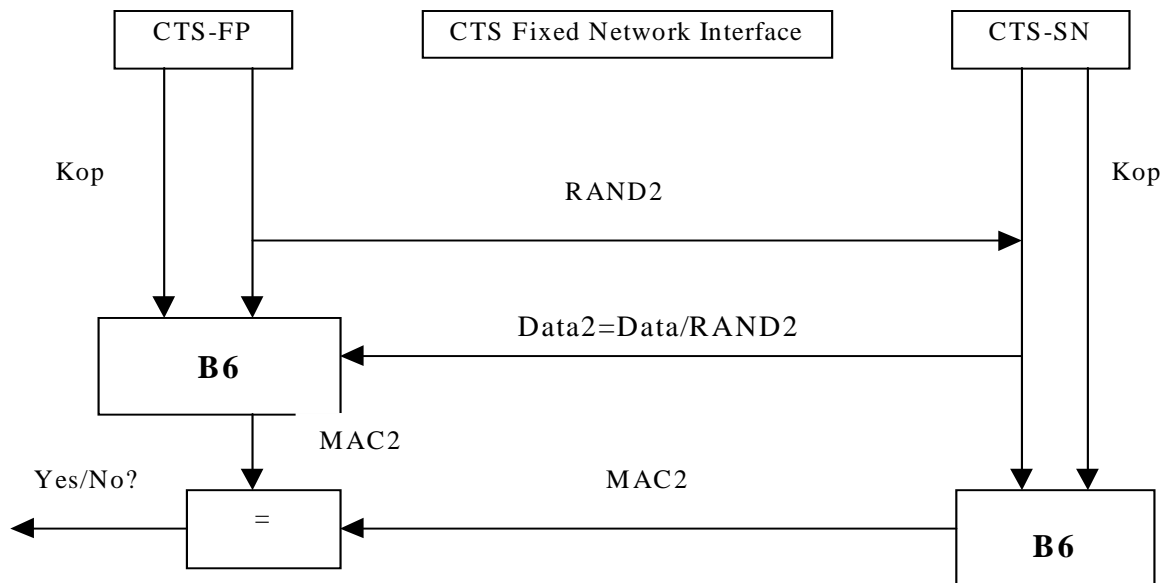 CTS-FP
CTS Fixed Network Interface
CTS-SN
Kop
Kop
RAND2
Data2=Data/RAND2
B6
MAC2
Yes/No?
MAC2
=
B6